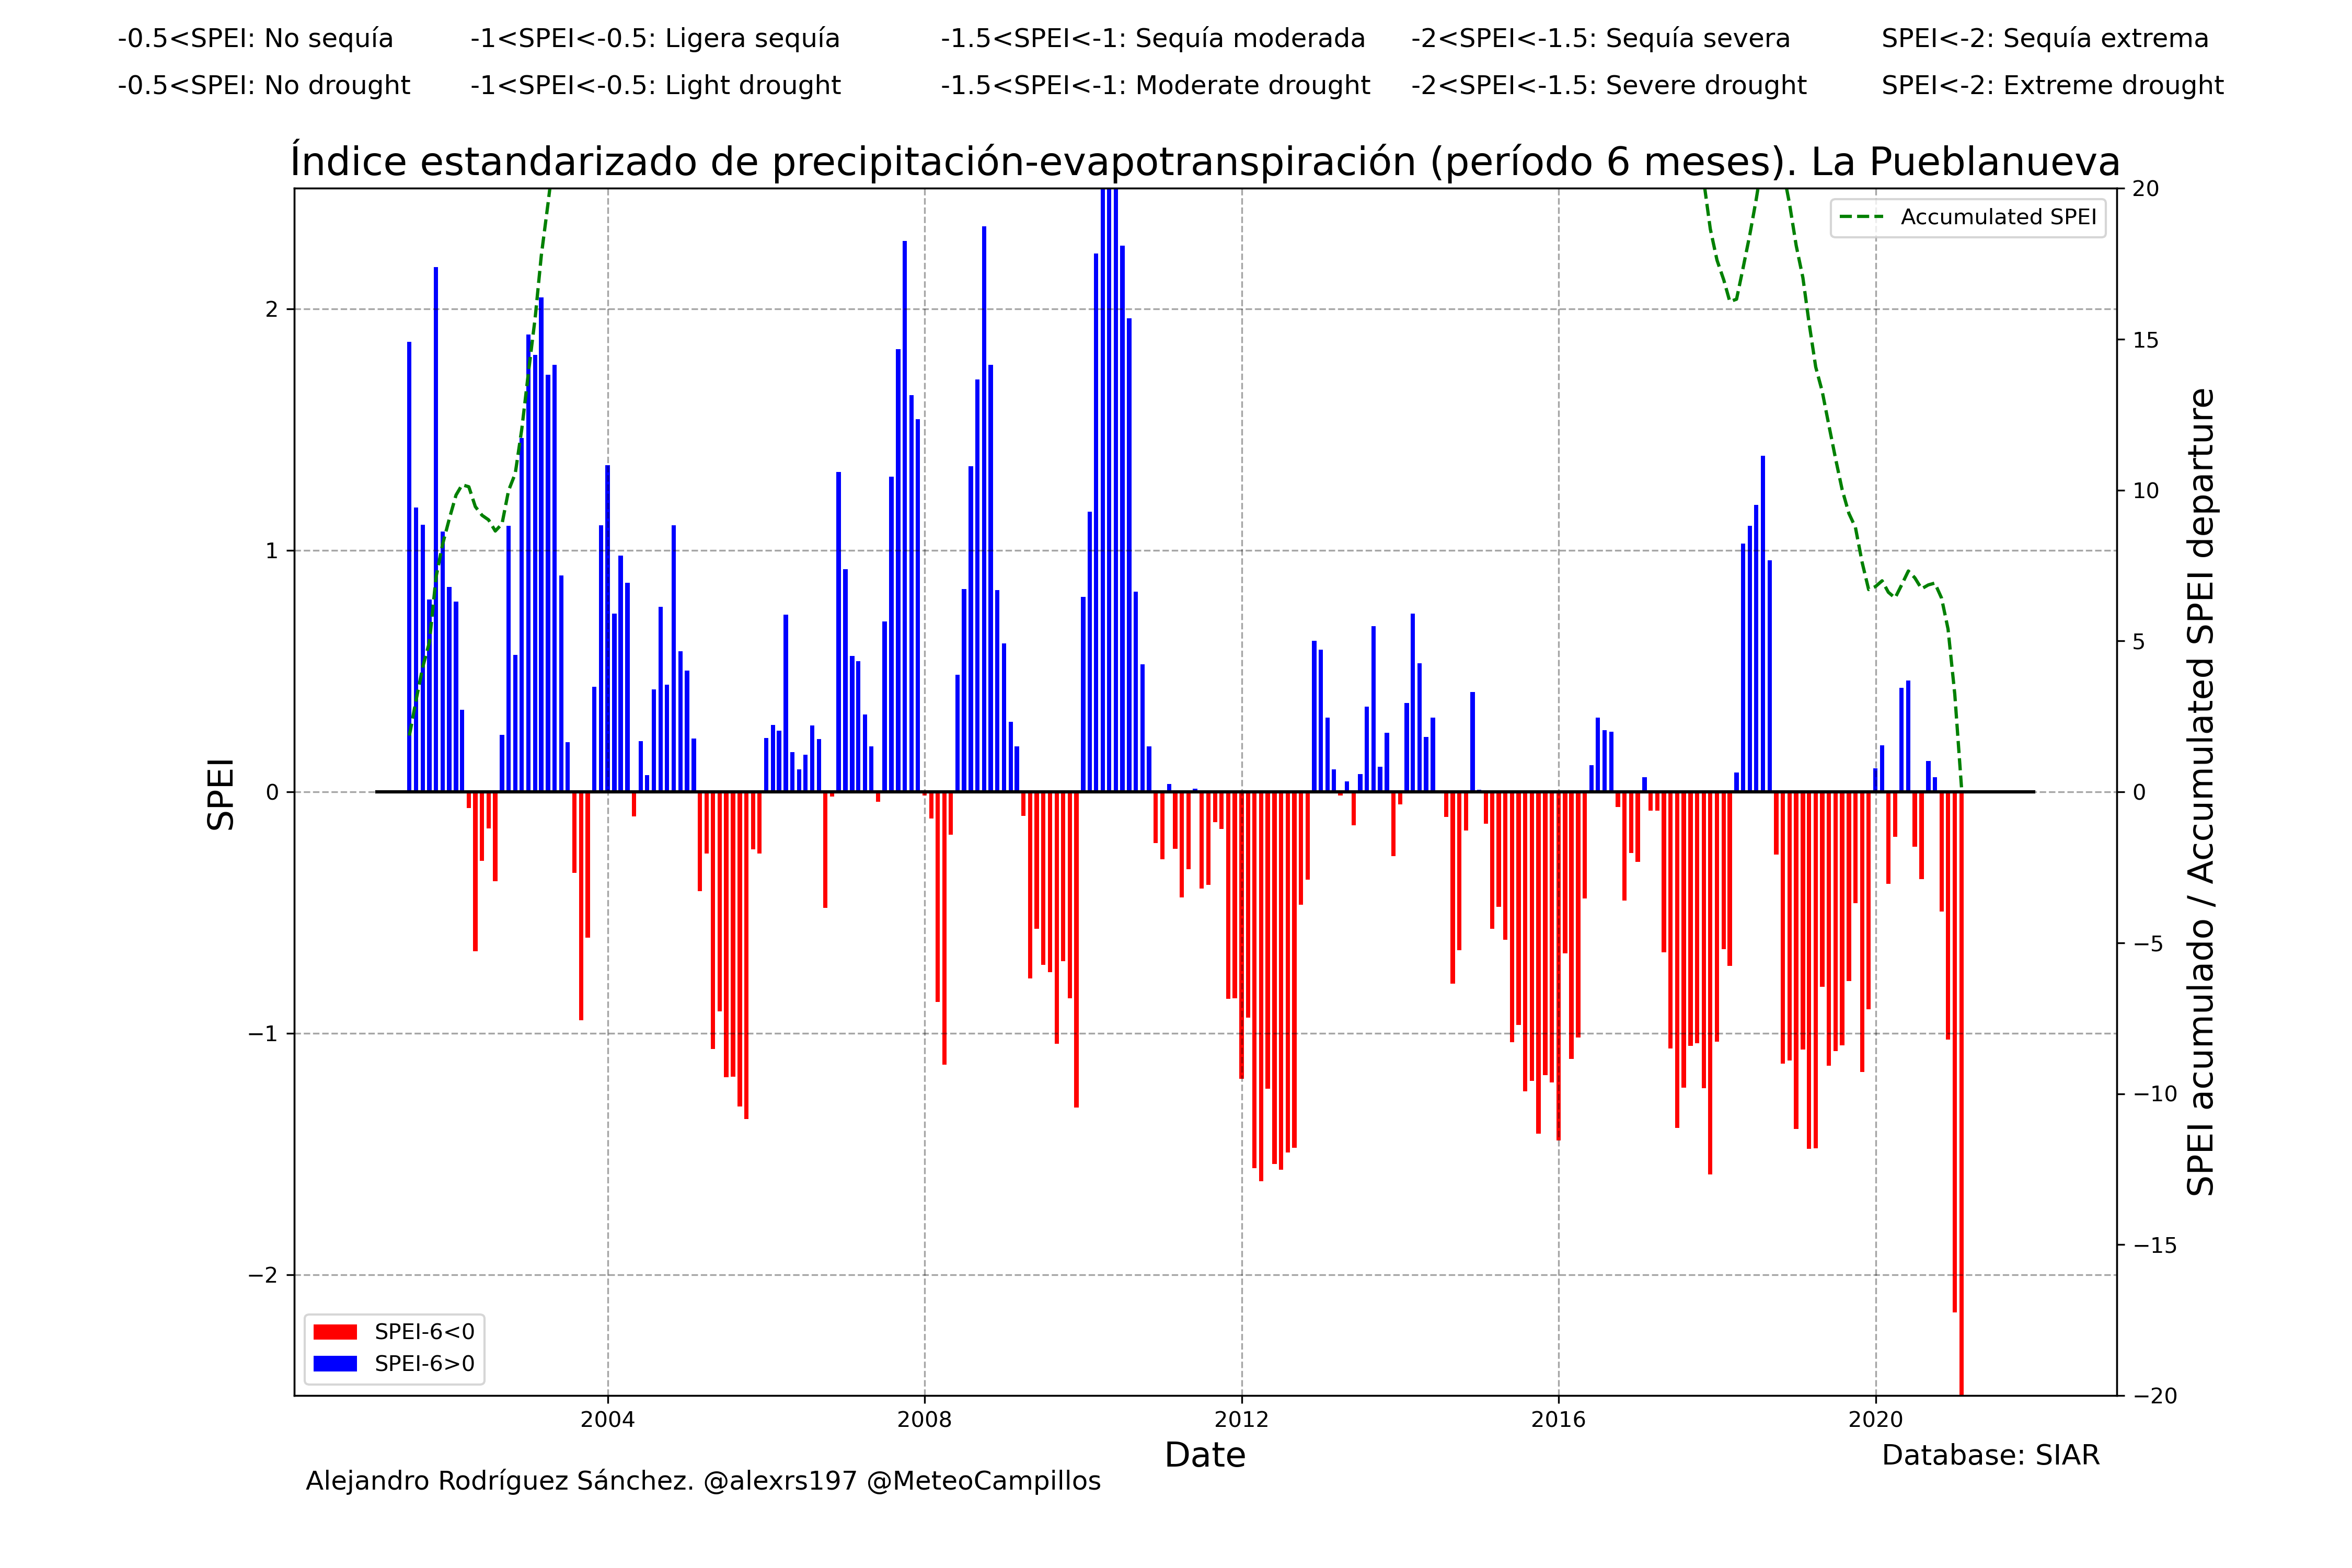 -0.5<SPEI: No sequía
-1<SPEI<-0.5: Ligera sequía
-1.5<SPEI<-1: Sequía moderada
-2<SPEI<-1.5: Sequía severa
SPEI<-2: Sequía extrema
-0.5<SPEI: No drought
-1<SPEI<-0.5: Light drought
-1.5<SPEI<-1: Moderate drought
-2<SPEI<-1.5: Severe drought
SPEI<-2: Extreme drought
Índice estandarizado de precipitación-evapotranspiración (período 6 meses). La Pueblanueva
Accumulated SPEI
SPEI
2
1
0
−1
−2
20
15
10
5
0
−5
−10
−15
−20
SPEI acumulado / Accumulated SPEI departure
SPEI-6<0
SPEI-6>0
2004
2008
2012
2016
2020
Date
Database: SIAR
Alejandro Rodríguez Sánchez. @alexrs197 @MeteoCampillos